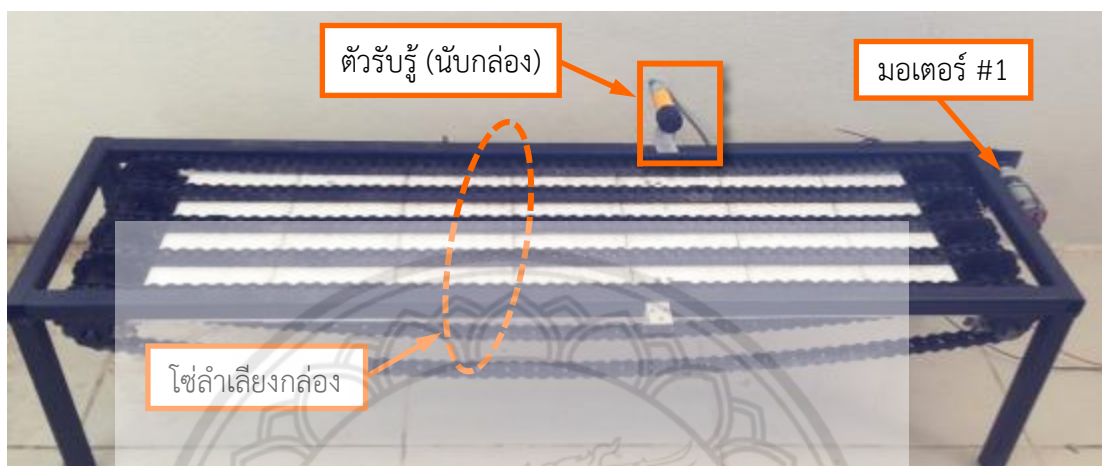 ตัวรับรู้ (นับกล่อง)
มอเตอร์ #1
โซ่ลำเลียงกล่อง